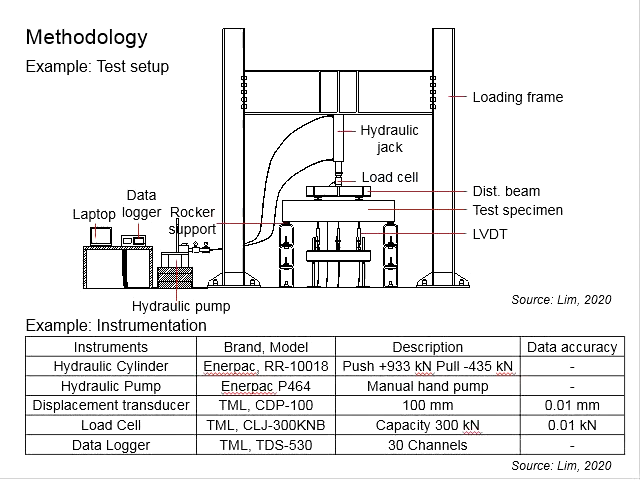 Methodology
Example: Test setup
Loading frame
Hydraulic
jack
Load cell
Dist. beam
Test specimen
LVDT
Data
Laptop logger Rocker
support
Hydraulic pump
Source: Lim, 2020
Example: Instrumentation
Instruments Brand, Model Description Data accuracy
Hydraulic Cylinder Enerpac, RR-10018 Push +933 kN Pull -435 kN -
Hydraulic Pump Enerpac P464 Manual hand pump -
Displacement transducer TML, CDP-100 100 mm 0.01 mm
Load Cell TML, CLJ-300KNB Capacity 300 kN 0.01 kN
Data Logger TML, TDS-530 30 Channels -
Source: Lim, 2020